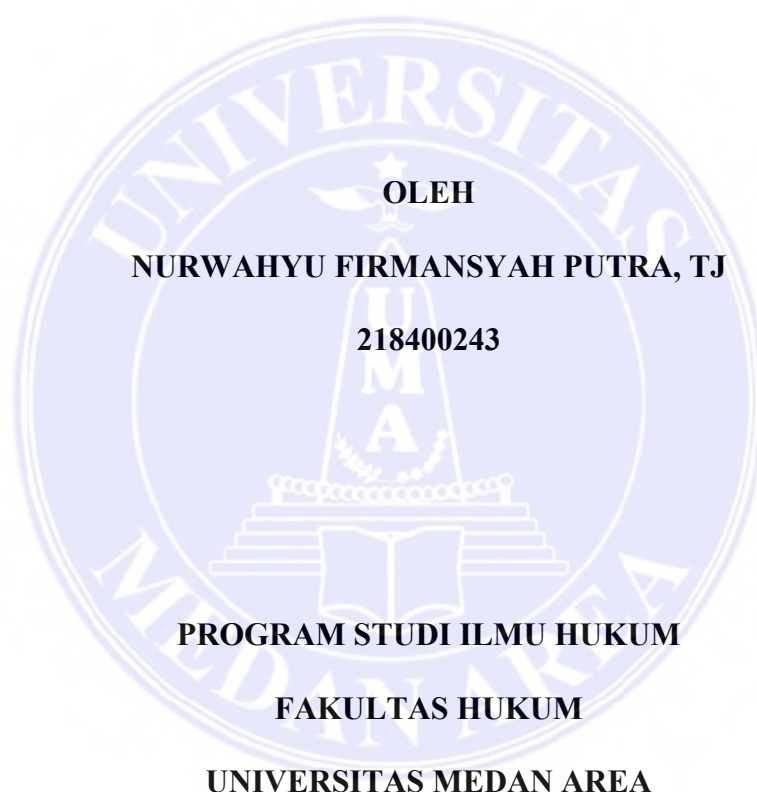 UNIVERSITAS
OLEH
NURWAHYU FIRMANSYAH PUTRA, TJ
218400243
U
M
A
PROGRAM STUDI ILMU HUKUM
FAKULTAS HUKUM
UNIVERSITAS MEDAN AREA
MEDAN AREA